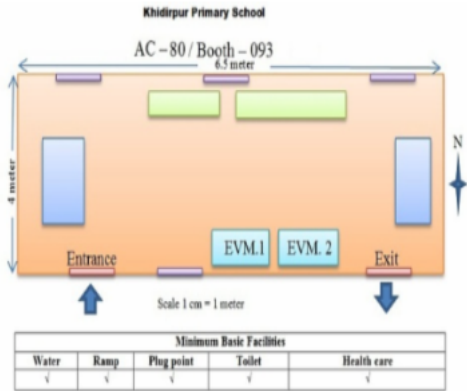 Khidirpur Primary School
AC – 80 / Booth – 093
6.5 meter
4 meter
N
EVM.1 EVM. 2
Entrance Exit
Scale 1 cm = 1 meter
Minimum Basic Facilities
Water Ramp Plug point Toilet Health care
√ √ √ √ √